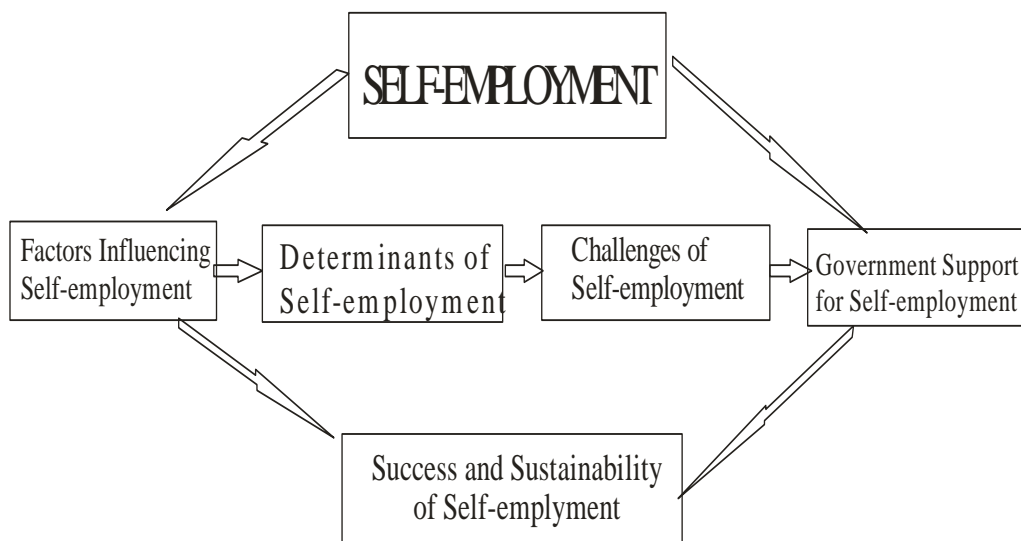 SELF-EMPLOYMENT
Factors Influencing
Self-employment
Determinants of
Self-employment
Challenges of
Self-employment
Government Support
for Self-employment
Success and Sustainability
of Self-emplyment